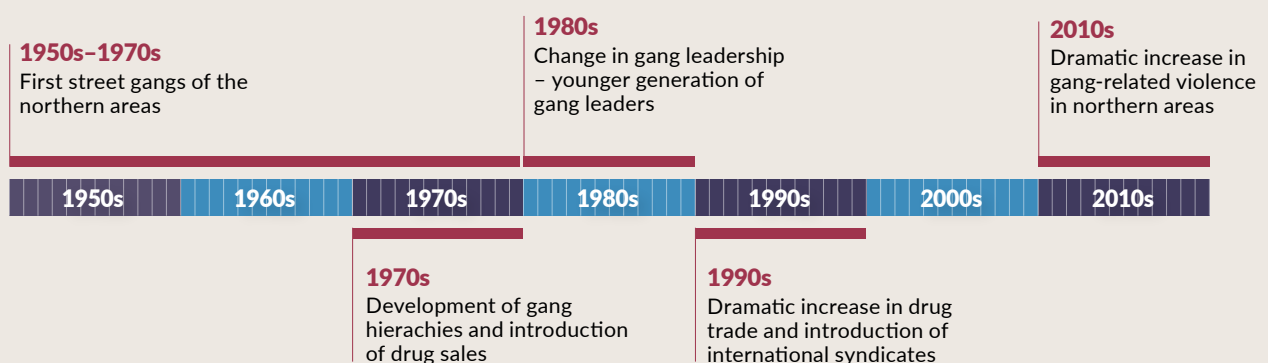 1950s–1970s
First street gangs of the
northern areas
1980s
Change in gang leadership
– younger generation of
gang leaders
2010s
Dramatic increase in
gang-related violence
in northern areas
1950s
1960s
1970s
1980s
1990s
2000s
2010s
1970s
Development of gang
hierachies and introduction
of drug sales
1990s
Dramatic increase in drug
trade and introduction of
international syndicates